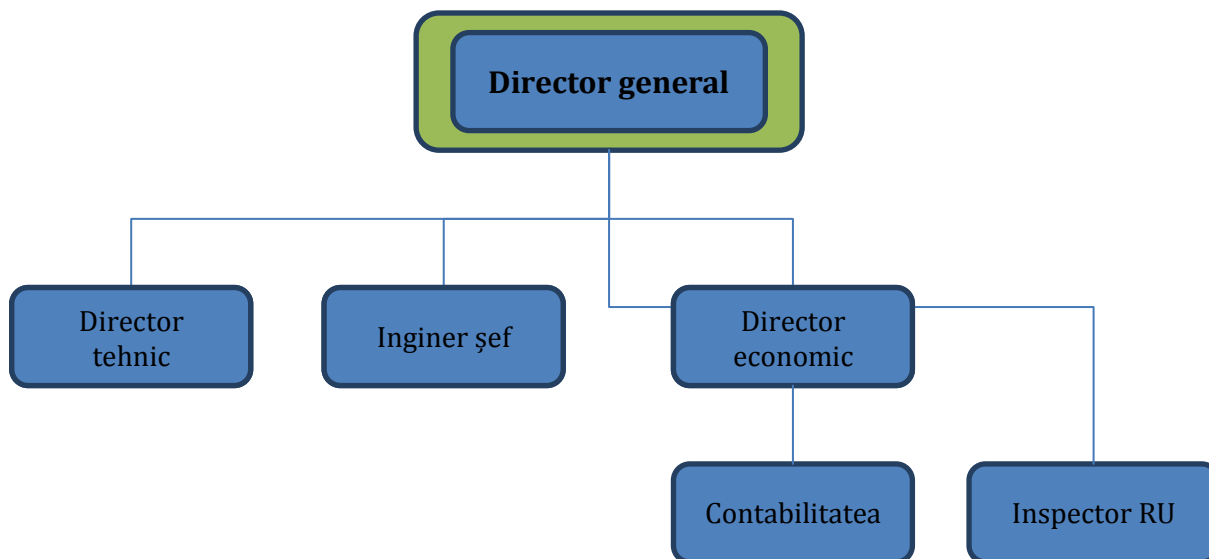 Director general
Director
tehnic
Inginer şef
Director
economic
Contabilitatea
Inspector RU